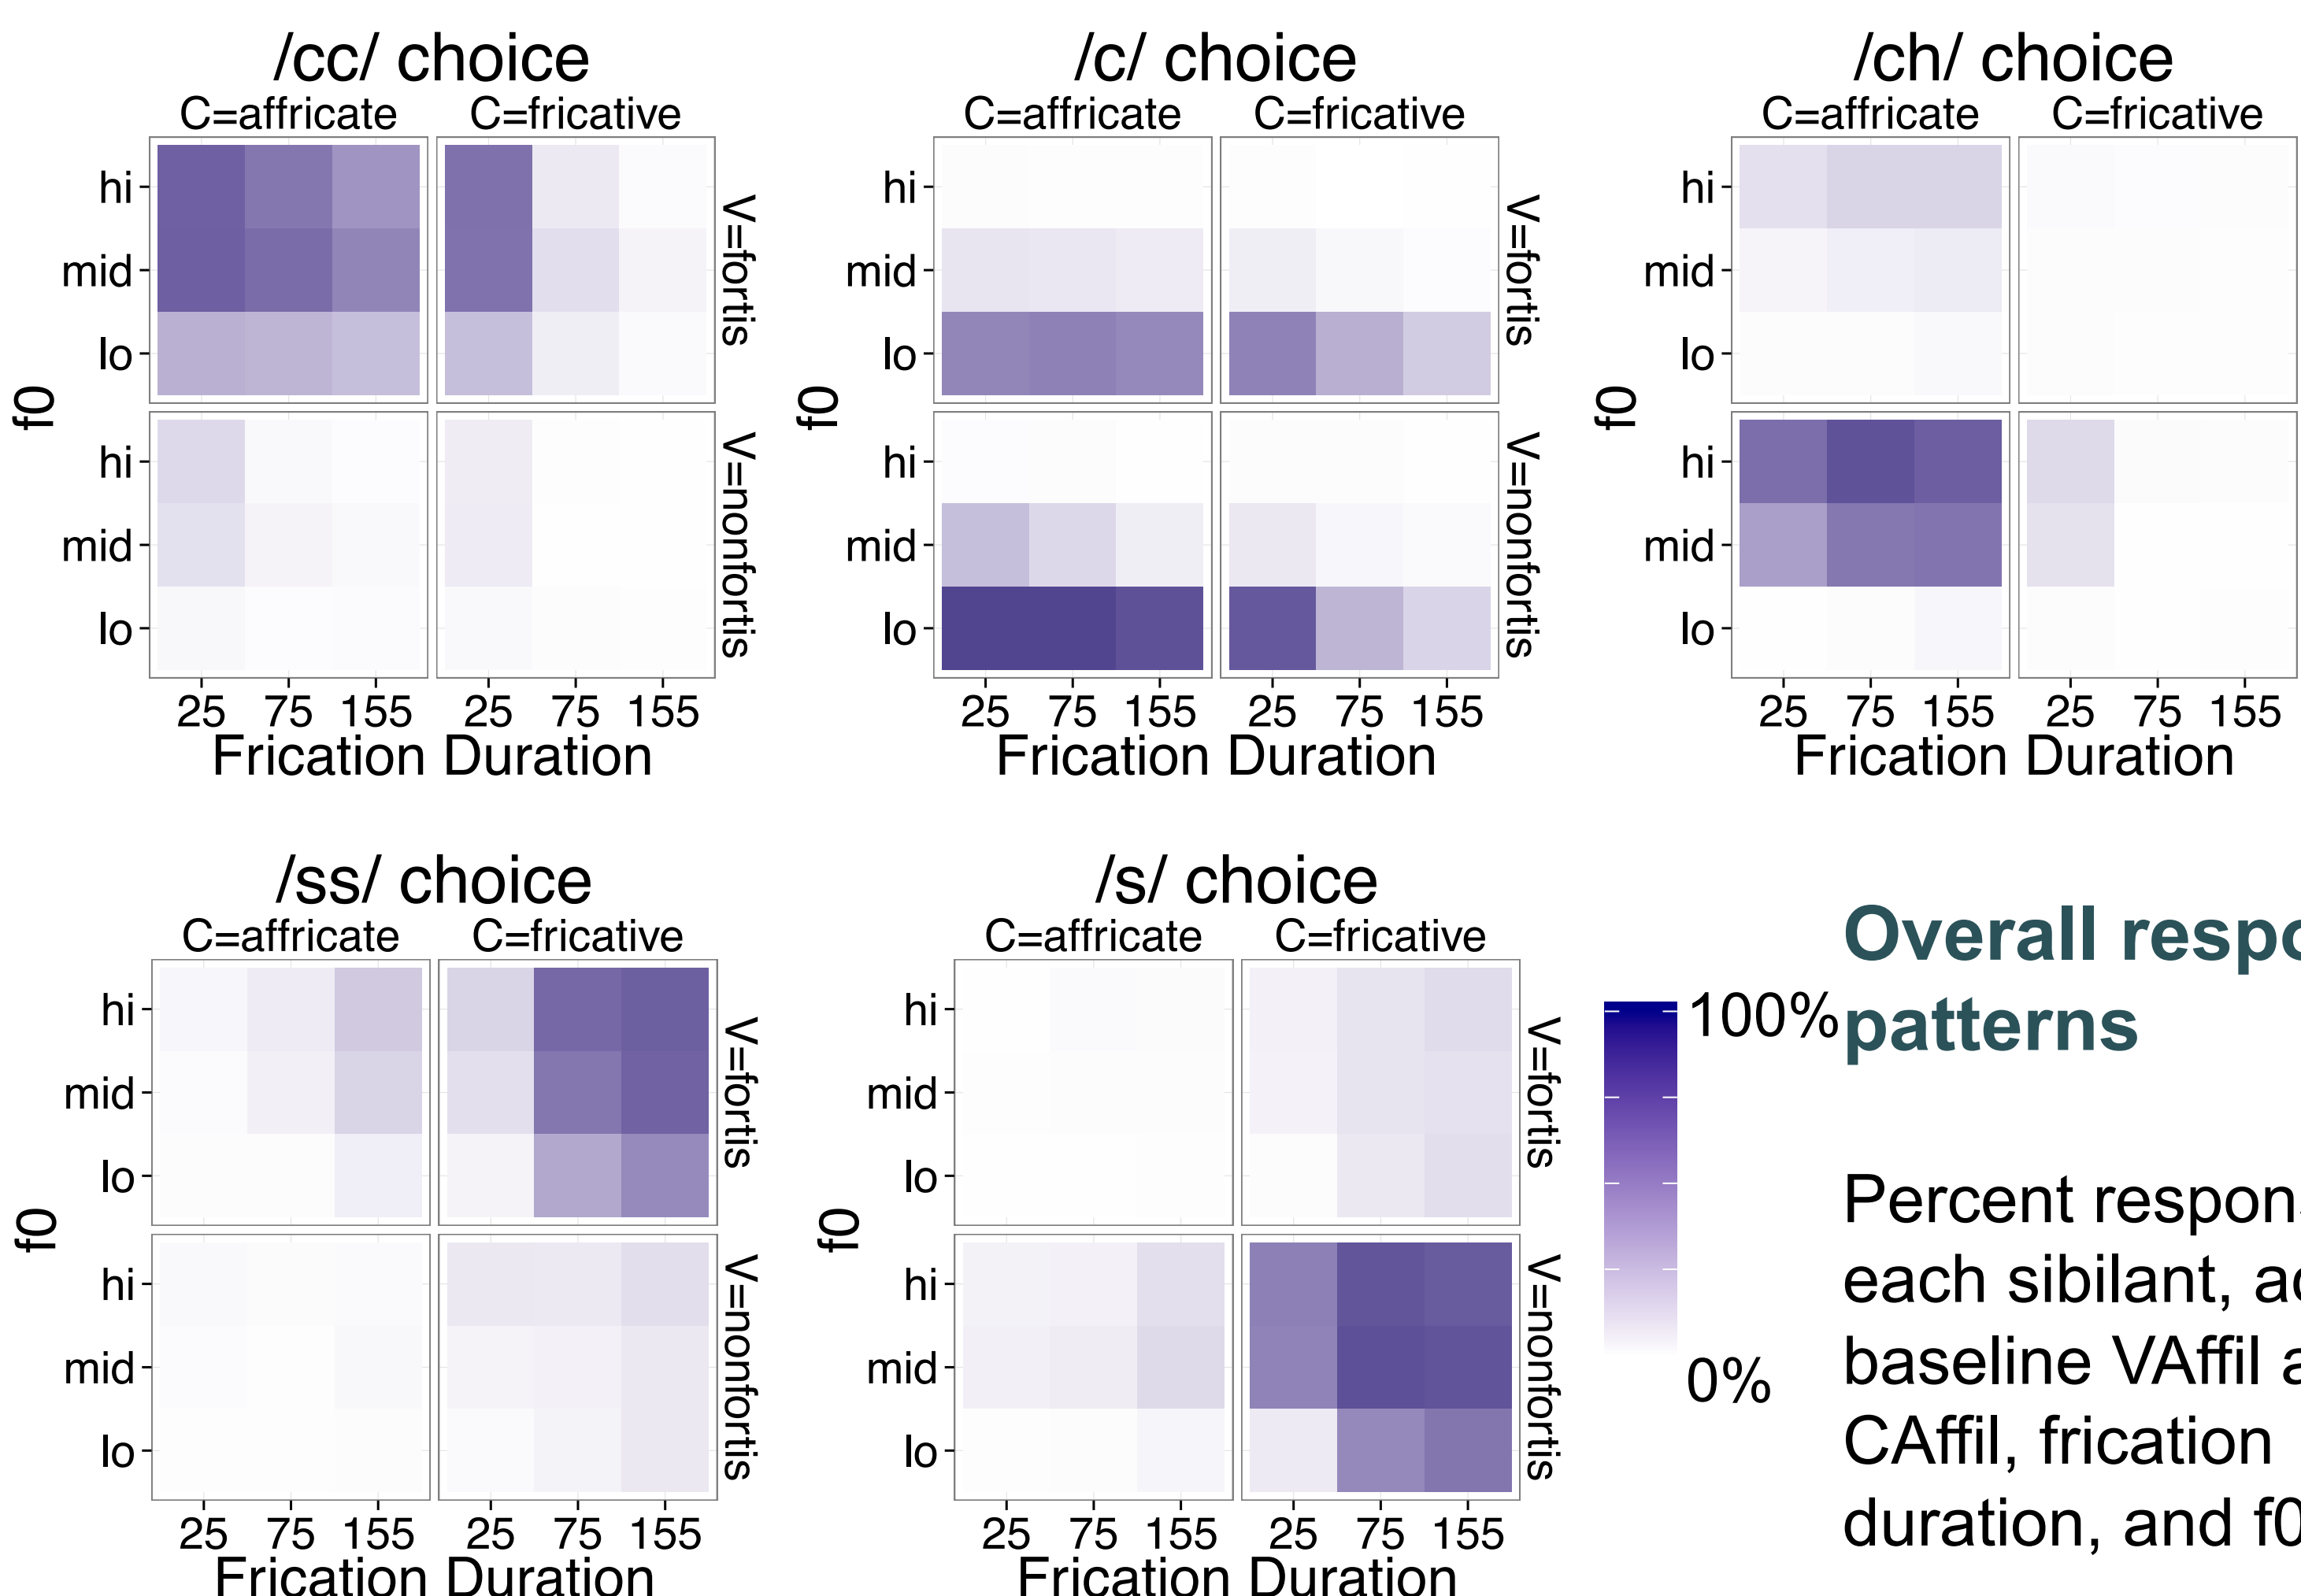 /cc/ choice
C=affricate C=fricative
hi
mid
lo
V=fortis
f0
hi
mid
lo
V=nonfortis
25 75 155 25 75 155
Frication Duration
/c/ choice
C=affricate C=fricative
hi
mid
lo
V=fortis
f0
hi
mid
lo
V=nonfortis
25 75 155 25 75 155
Frication Duration
/ch/ choice
C=affricate C=fricative
hi
mid
lo
f0
hi
mid
lo
25 75 155 25 75 155
Frication Duration
/ss/ choice
C=affricate C=fricative
hi
mid
lo
V=fortis
f0
hi
mid
lo
V=nonfortis
25 75 155 25 75 155
Frication Duration
/s/ choice
C=affricate C=fricative
hi
mid
lo
V=fortis
f0
hi
mid
lo
V=nonfortis
25 75 155 25 75 155
Frication Duration
100%
0%
Overall
patterns
Percent
each sibilant,
baseline VAffil
CAffil, frication
duration, and f0